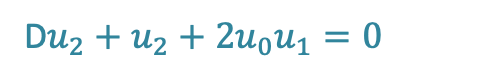 Du₂ + u₂ + 2u₀u₁ = 0